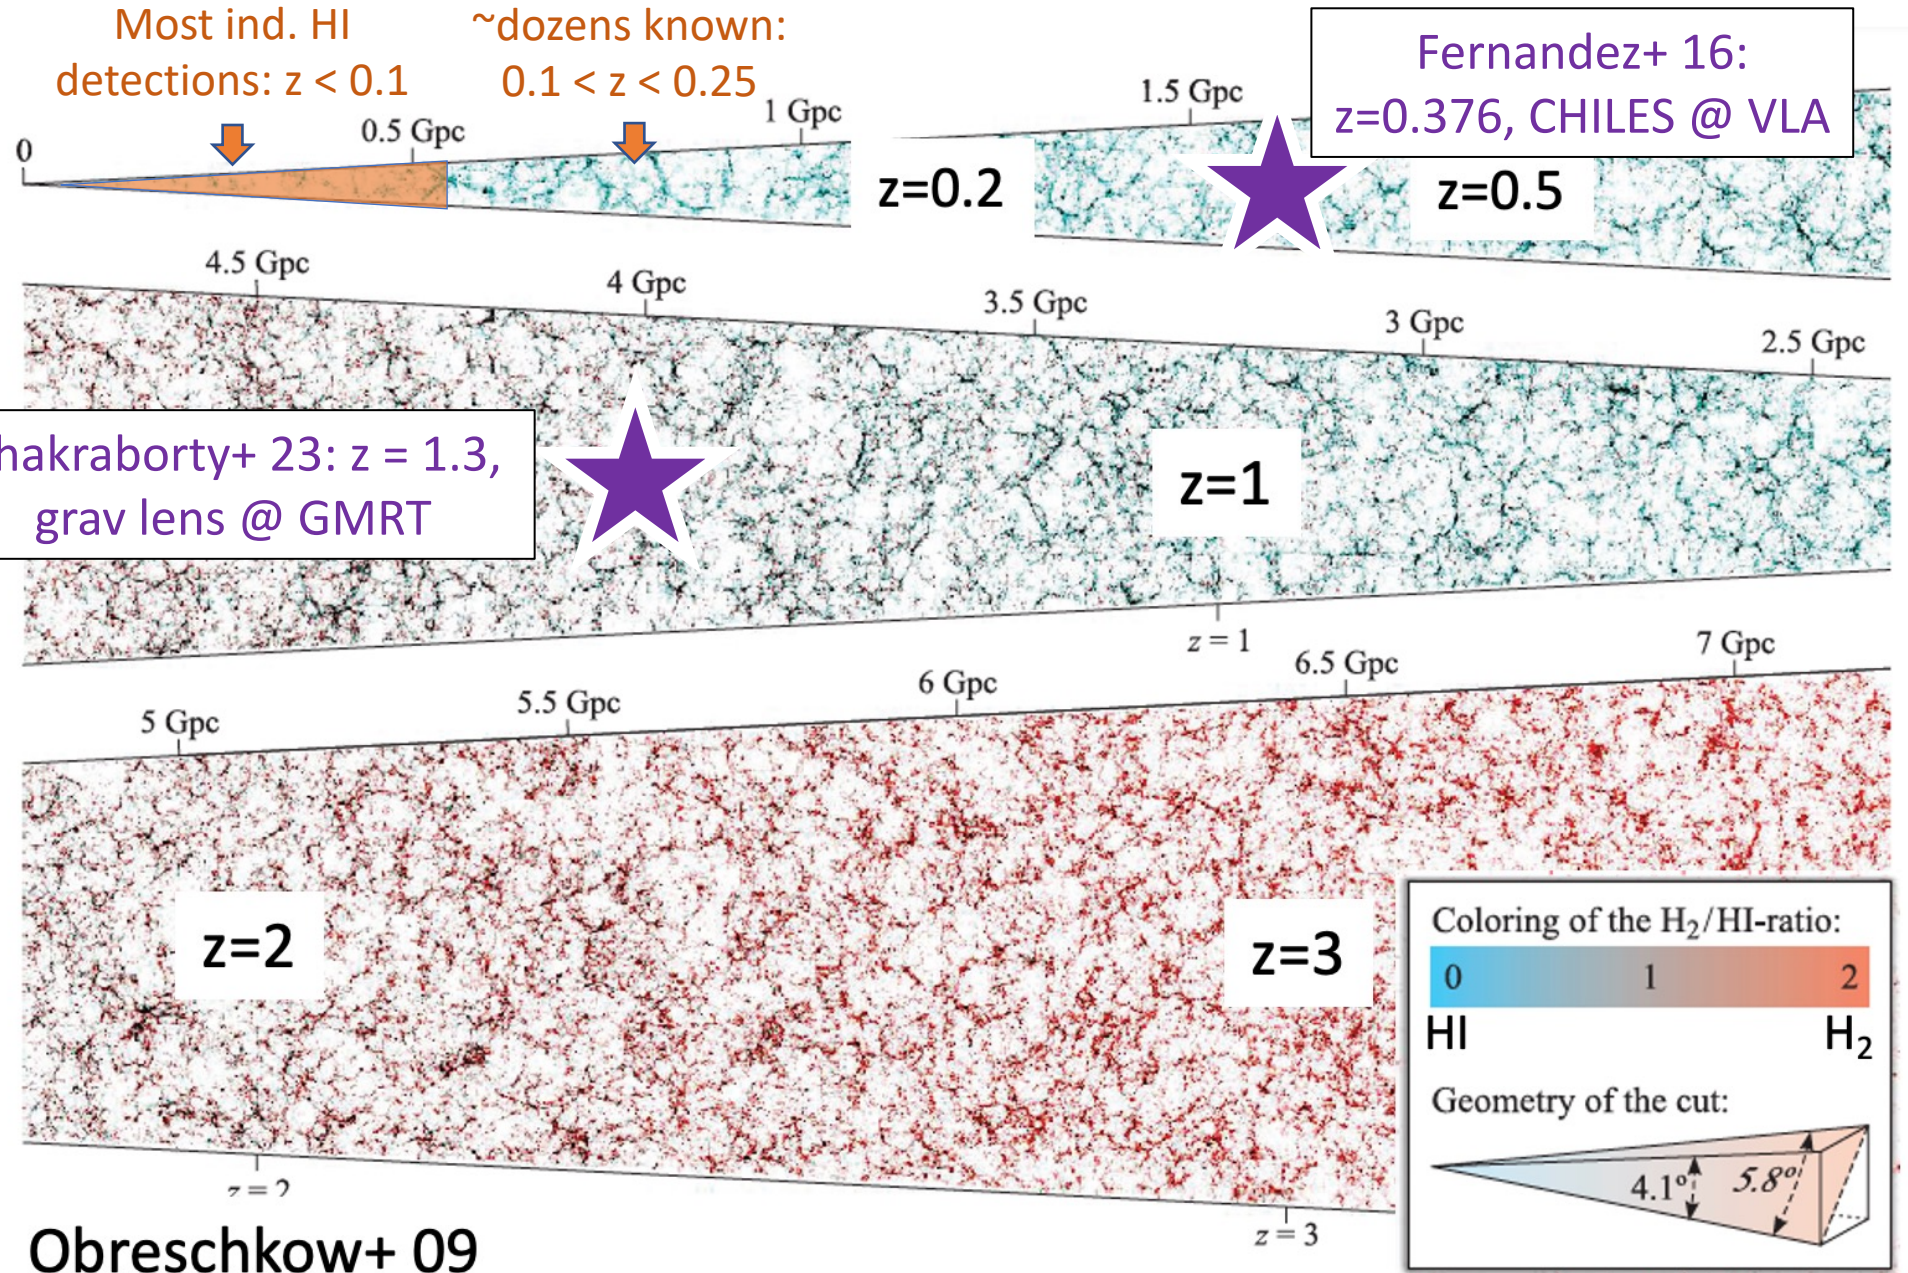 Most ind. HI
detections: z < 0.1
~dozens known:
0.1 < z < 0.25
Fernandez+ 16:
z=0.376, CHILES @ VLA
0
0.5 Gpc
1 Gpc
1.5 Gpc
z=0.2
z=0.5
4.5 Gpc
4 Gpc
3.5 Gpc
3 Gpc
2.5 Gpc
hakraborty+ 23: z = 1.3,
grav lens @ GMRT
z=1
z = 1
5 Gpc
5.5 Gpc
6 Gpc
6.5 Gpc
7 Gpc
z=2
z=3
Coloring of the H₂/HI-ratio:
0 1 2
HI H₂
Geometry of the cut:
4.1° 5.8°
z = 2
z = 3
Obreschkow+ 09